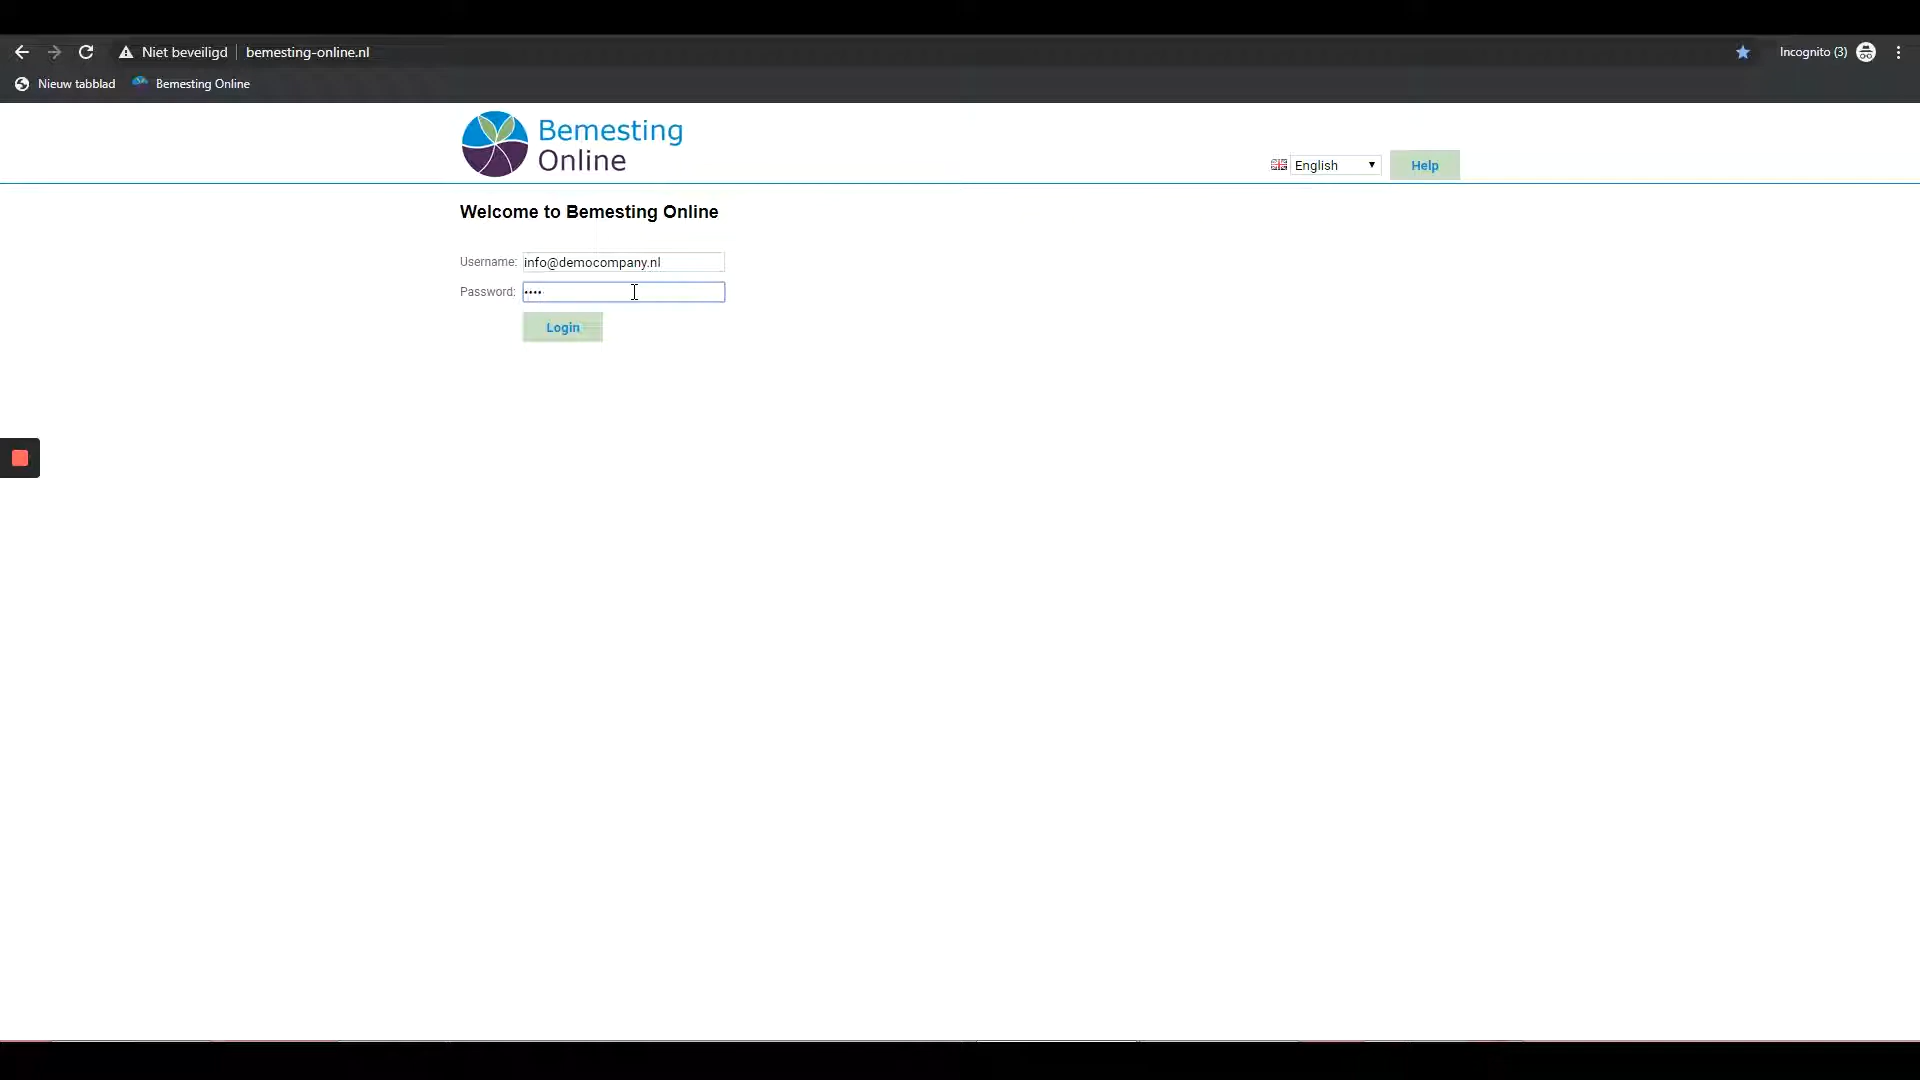 Niet beveiligd bemesting-online.nl Incognito (3)
Nieuw tabblad Bemesting Online
Bemesting
Online
English Help
Welcome to Bemesting Online
Username: info@democompany.nl
Password: ••••
Login